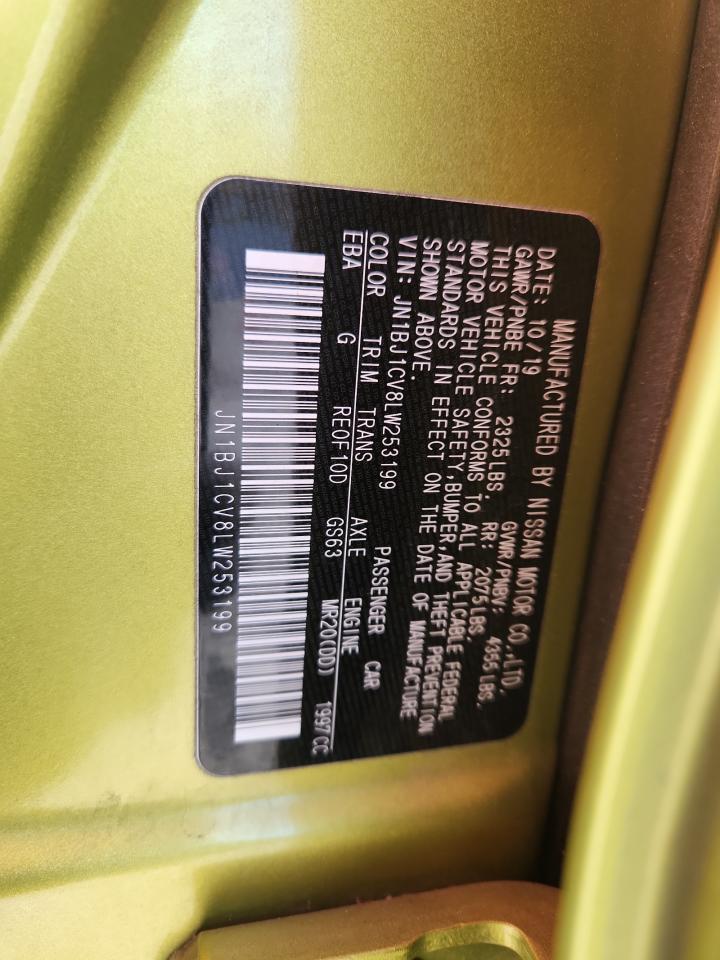 MANUFACTURED BY NISSAN MOTOR CO.,LTD.
DATE: 10/19 GVWR/PNBV: 4355 LBS.
GAWR/PNBE FR: 2325LBS. RR: 2075LBS.
THIS VEHICLE CONFORMS TO ALL APPLICABLE FEDERAL
MOTOR VEHICLE SAFETY,BUMPER,AND THEFT PREVENTION
STANDARDS IN EFFECT ON THE DATE OF MANUFACTURE
SHOWN ABOVE.
VIN: JN1BJ1CV8LW253199 PASSENGER CAR
COLOR TRIM TRANS AXLE ENGINE
EBA G RE0F10D GS63 MR20(DD) 1997CC
JN1BJ1CV8LW253199